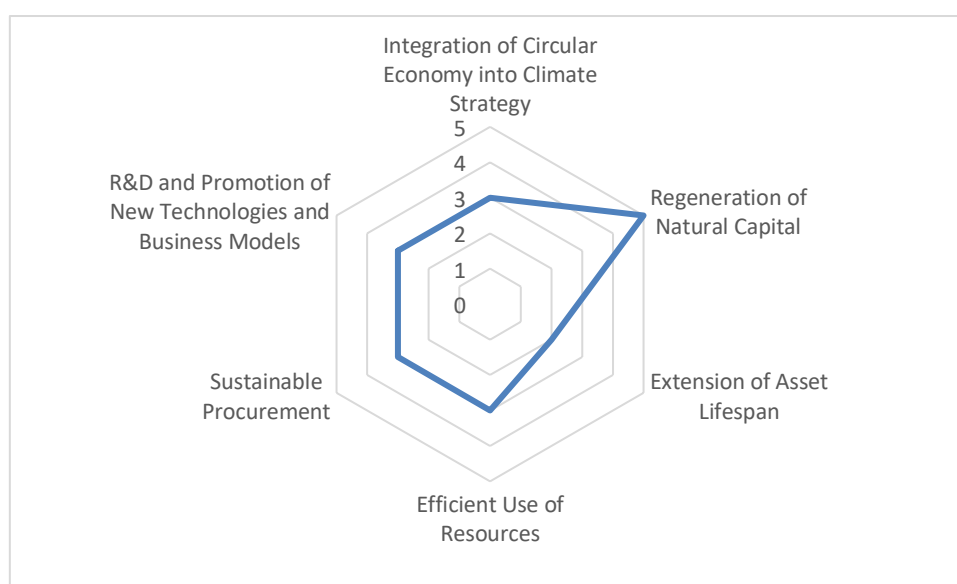 Integration of Circular
Economy into Climate
Strategy
5
4
3
2
1
0
Regeneration of
Natural Capital
Extension of Asset
Lifespan
Efficient Use of
Resources
Sustainable
Procurement
R&D and Promotion of
New Technologies and
Business Models